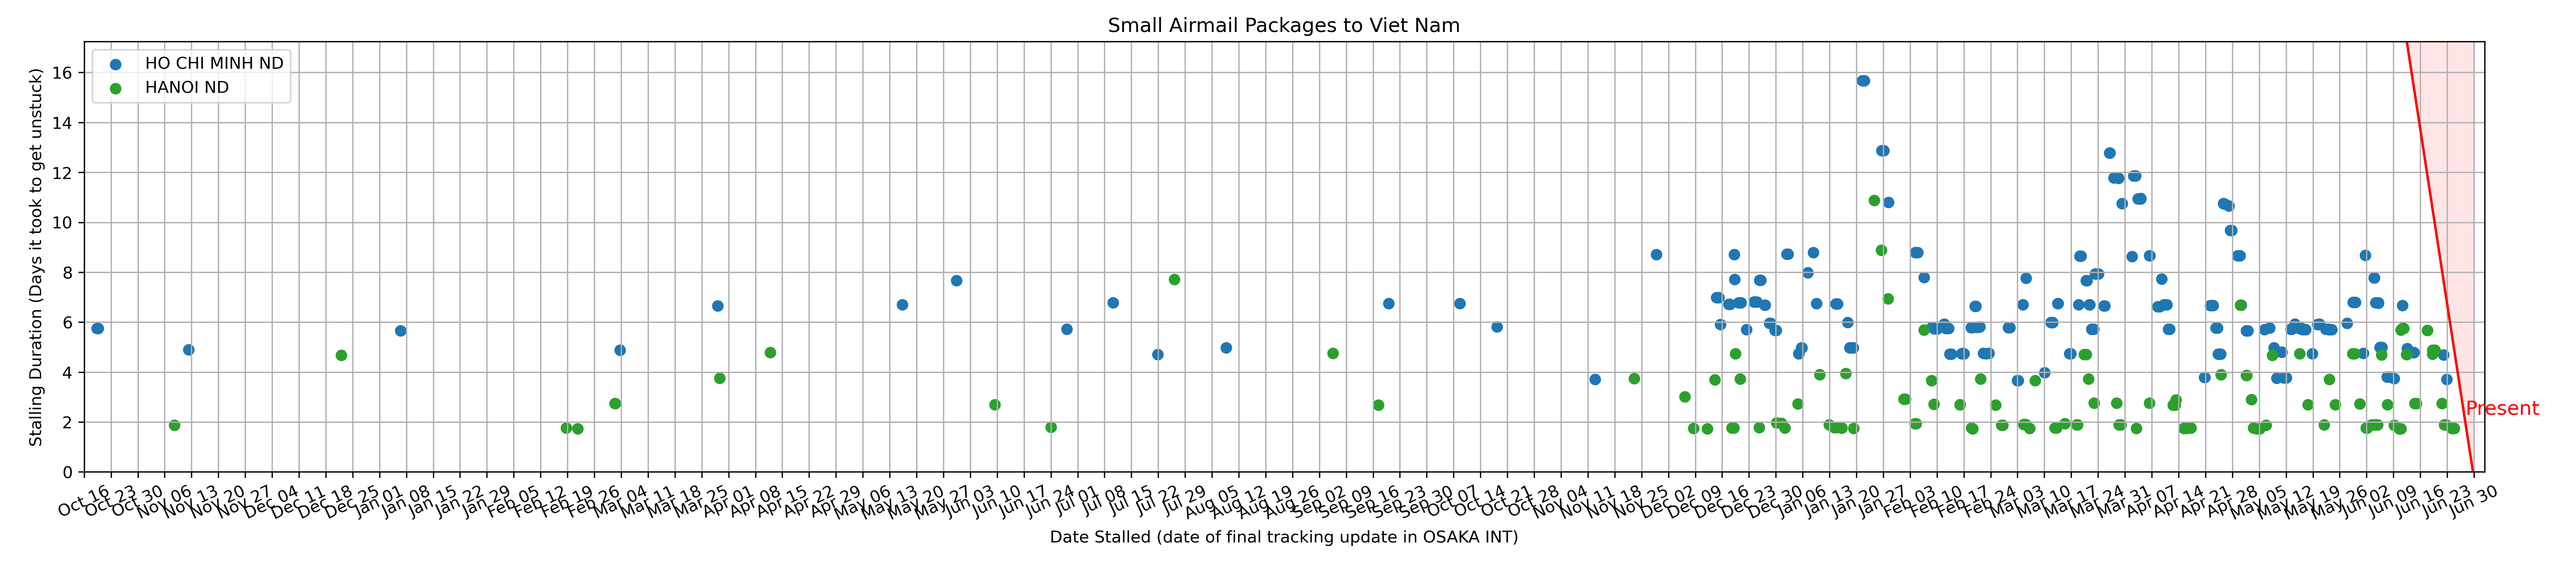 Small Airmail Packages to Viet Nam
HO CHI MINH ND
HANOI ND
Stalling Duration (Days it took to get unstuck)
16
14
12
10
8
6
4
2
0
Present
Oct 16
Oct 23
Oct 30
Nov 06
Nov 13
Nov 20
Nov 27
Dec 04
Dec 11
Dec 18
Dec 25
Jan 01
Jan 08
Jan 15
Jan 22
Jan 29
Feb 05
Feb 12
Feb 19
Feb 26
Mar 04
Mar 11
Mar 18
Mar 25
Apr 01
Apr 08
Apr 15
Apr 22
Apr 29
May 06
May 13
May 20
May 27
Jun 03
Jun 10
Jun 17
Jun 24
Jul 01
Jul 08
Jul 15
Jul 22
Jul 29
Aug 05
Aug 12
Aug 19
Aug 26
Sep 02
Sep 09
Sep 16
Sep 23
Sep 30
Oct 07
Oct 14
Oct 21
Oct 28
Nov 04
Nov 11
Nov 18
Nov 25
Dec 02
Dec 09
Dec 16
Dec 23
Dec 30
Jan 06
Jan 13
Jan 20
Jan 27
Feb 03
Feb 10
Feb 17
Feb 24
Mar 03
Mar 10
Mar 17
Mar 24
Mar 31
Apr 07
Apr 14
Apr 21
Apr 28
May 05
May 12
May 19
May 26
Jun 02
Jun 09
Jun 16
Jun 23
Jun 30
Date Stalled (date of final tracking update in OSAKA INT)